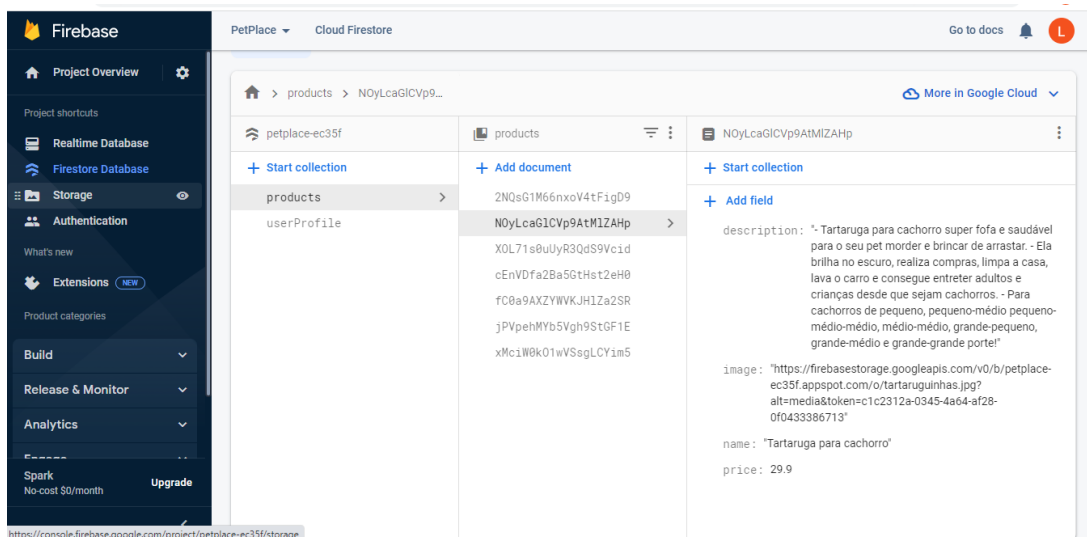 Firebase
PetPlace
Cloud Firestore
Go to docs
L
Project Overview
Project shortcuts
Realtime Database
Firestore Database
Storage
Authentication
What's new
Extensions NEW
Product categories
Build
Release & Monitor
Analytics
Engage
Spark
No-cost $0/month
Upgrade
products > NOyLcaGlCVp9...
More in Google Cloud
petplace-ec35f
Start collection
products
userProfile
products
Add document
2NQsG1M66nxoV4tFigD9
NOyLcaGlCVp9AtMlZAHp
XOL71s0uUyR3QdS9Vcid
cEnVDfa2Ba5GtHst2eH0
fC0a9AXZYWVKJH1Za2SR
jPVpehMYb5Vgh9StGF1E
xMciW0kO1wVSsgLCYim5
NOyLcaGlCVp9AtMlZAHp
Start collection
Add field
description: "- Tartaruga para cachorro super fofa e saudável
para o seu pet morder e brincar de arrastar. - Ela
brilha no escuro, realiza compras, limpa a casa,
lava o carro e consegue entreter adultos e
crianças desde que sejam cachorros. - Para
cachorros de pequeno, pequeno-médio pequeno-
médio-médio, médio-médio, grande-pequeno,
grande-médio e grande-grande porte!"
image: "https://firebasestorage.googleapis.com/v0/b/petplace-
ec35f.appspot.com/o/tartaruguinhas.jpg?
alt=media&token=c1c2312a-0345-4a64-af28-
0f0433386713"
name: "Tartaruga para cachorro"
price: 29.9
https://console.firebase.google.com/project/petplace-ec35f/storage